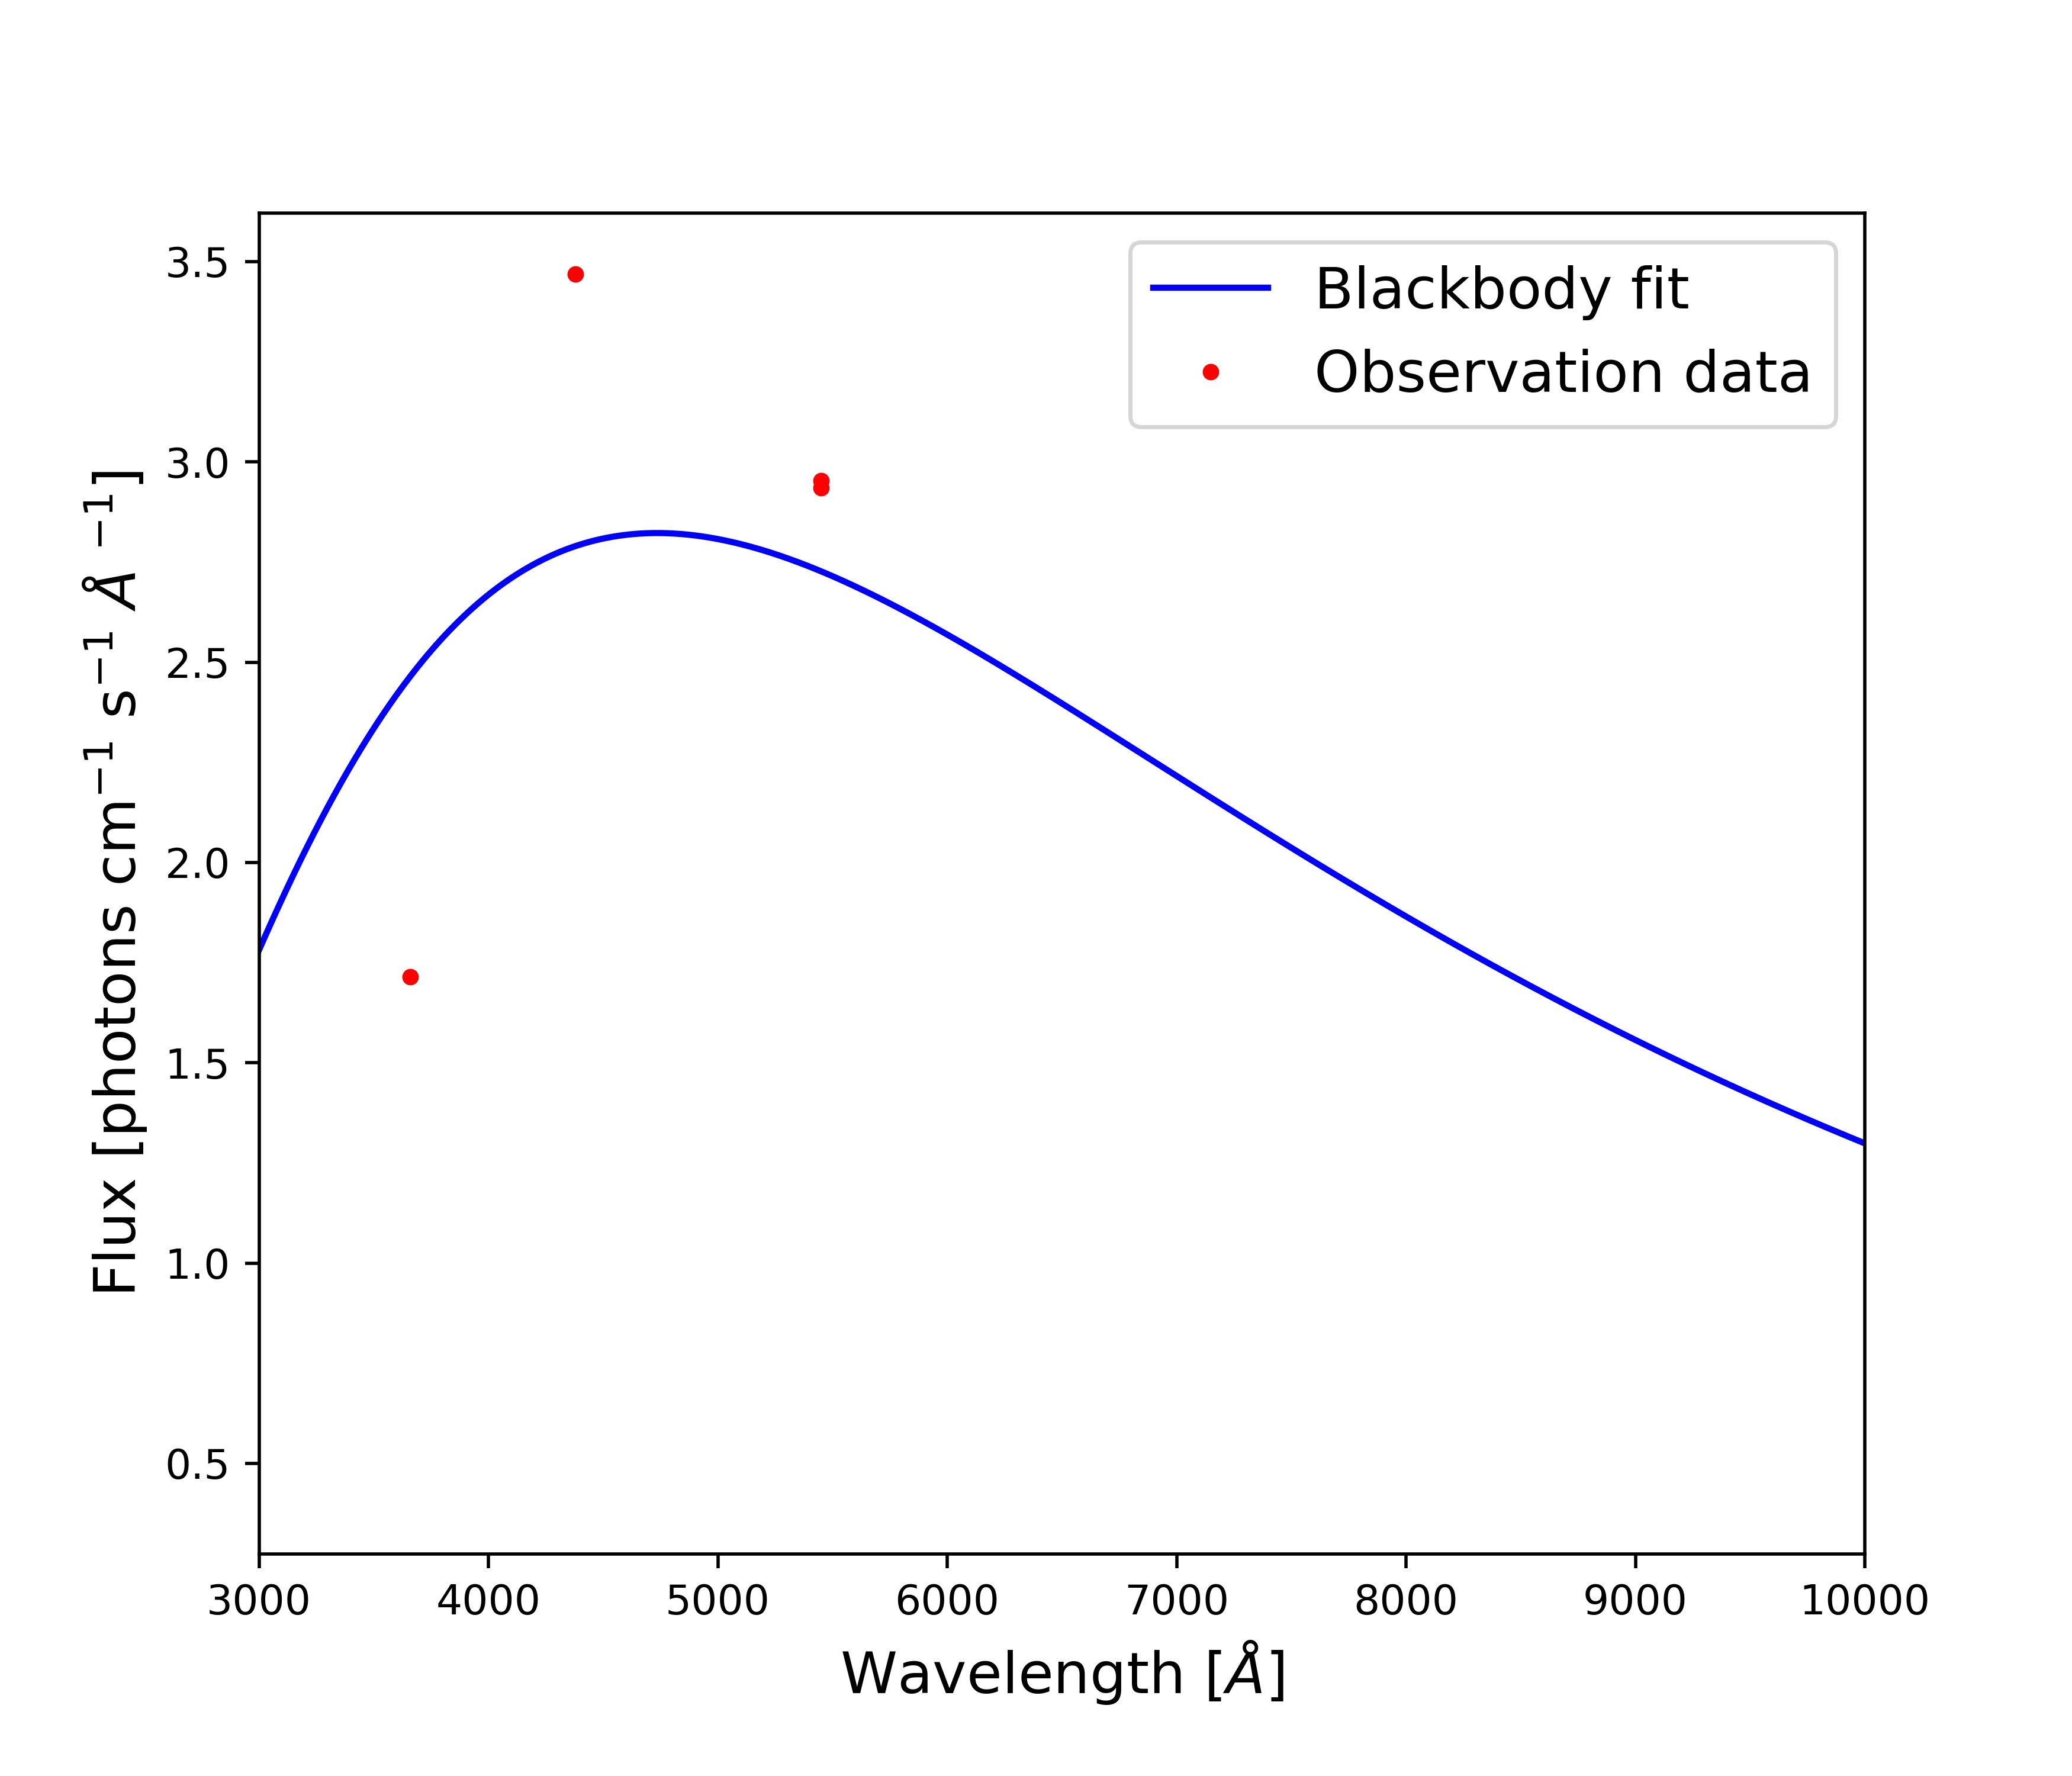 3.5
3.0
2.5
2.0
1.5
1.0
0.5
Flux [photons cm⁻¹ s⁻¹ Å ⁻¹]
Blackbody fit
Observation data
3000 4000 5000 6000 7000 8000 9000 10000
Wavelength [Å]